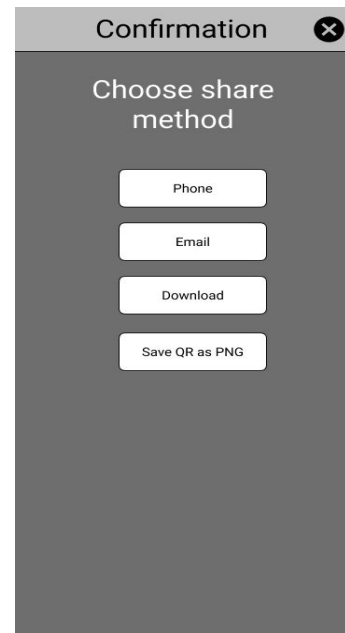 Confirmation
Choose share
method
Phone
Email
Download
Save QR as PNG